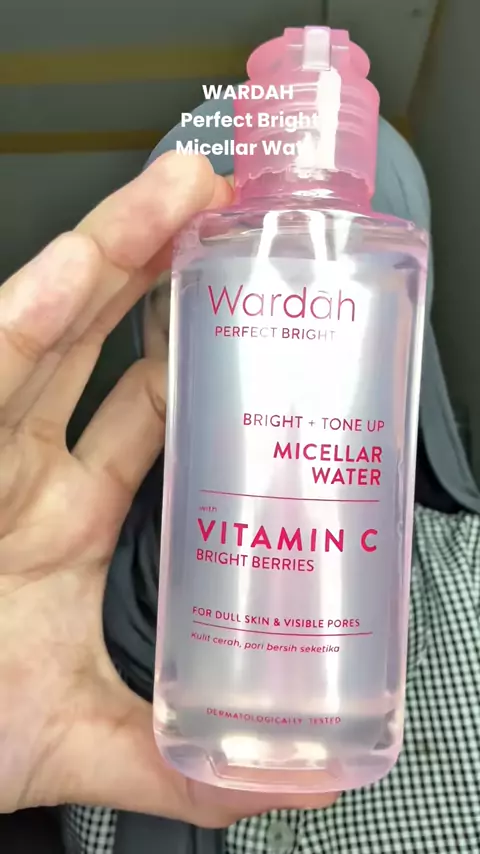 WARDAH
Perfect Bright
Micellar Water
Wardah
PERFECT BRIGHT
BRIGHT + TONE UP
MICELLAR
WATER
with
VITAMIN C
BRIGHT BERRIES
FOR DULL SKIN & VISIBLE PORES
Kulit cerah, pori bersih seketika
DERMATOLOGICALLY TESTED